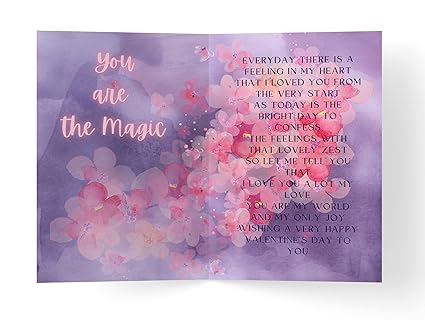 You
are
the Magic
EVERYDAY THERE IS A
FEELING IN MY HEART
THAT I LOVED YOU FROM
THE VERY START
AS TODAY IS THE
BRIGHT DAY TO
CONFESS
THE FEELINGS WITH
THAT LOVELY ZEST
SO LET ME TELL YOU
THAT
I LOVE YOU A LOT MY
LOVE
YOU ARE MY WORLD
AND MY ONLY JOY
WISHING A VERY HAPPY
VALENTINE'S DAY TO
YOU